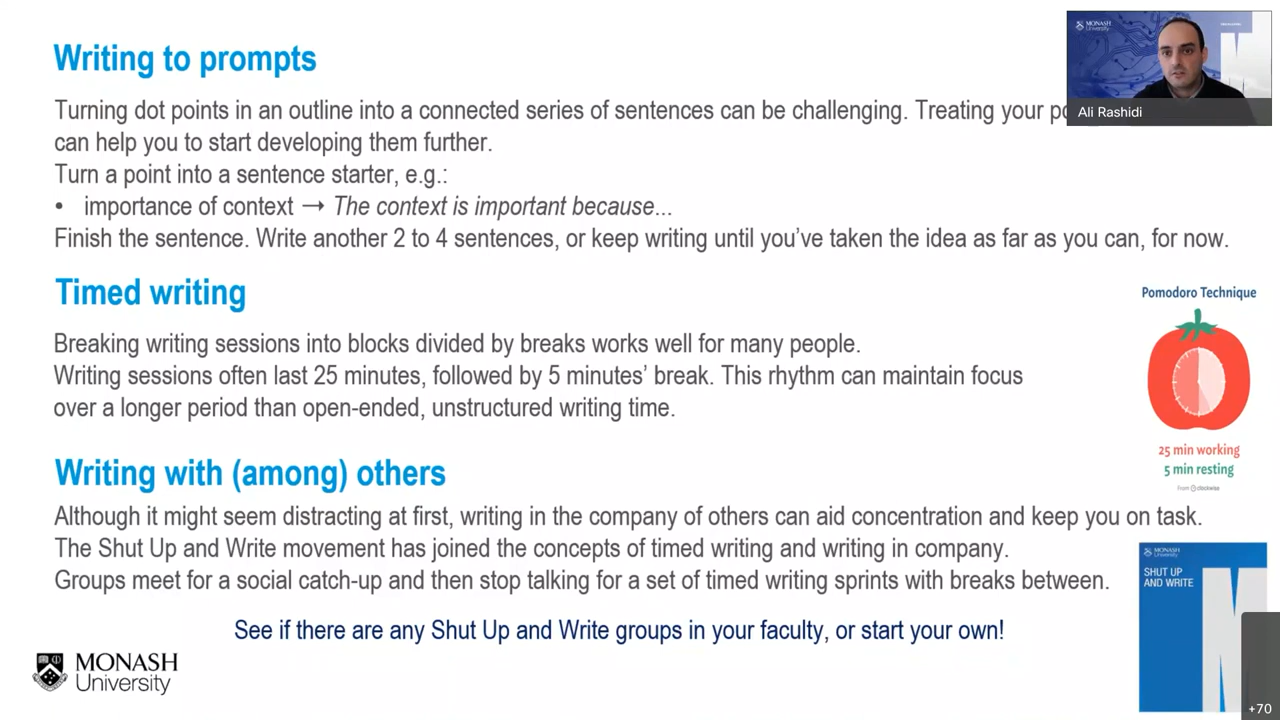 Writing to prompts
Turning dot points in an outline into a connected series of sentences can be challenging. Treating your
can help you to start developing them further.
Turn a point into a sentence starter, e.g.:
• importance of context → The context is important because...
Finish the sentence. Write another 2 to 4 sentences, or keep writing until you've taken the idea as far as you can, for now.
MONASH
University
Ali Rashidi
Timed writing
Breaking writing sessions into blocks divided by breaks works well for many people.
Writing sessions often last 25 minutes, followed by 5 minutes' break. This rhythm can maintain focus
over a longer period than open-ended, unstructured writing time.
Pomodoro Technique
25 min working
5 min resting
from clockwise
Writing with (among) others
Although it might seem distracting at first, writing in the company of others can aid concentration and keep you on task.
The Shut Up and Write movement has joined the concepts of timed writing and writing in company.
Groups meet for a social catch-up and then stop talking for a set of timed writing sprints with breaks between.
See if there are any Shut Up and Write groups in your faculty, or start your own!
MONASH
University
SHUT UP
AND WRITE
MONASH
University
+70